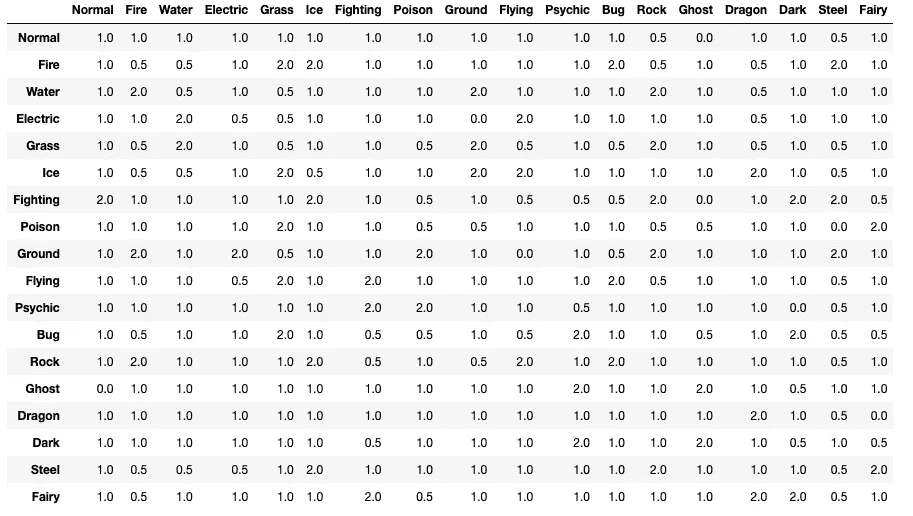 Normal Fire Water Electric Grass Ice Fighting Poison Ground Flying Psychic Bug Rock Ghost Dragon Dark Steel Fairy
Normal 1.0 1.0 1.0 1.0 1.0 1.0 1.0 1.0 1.0 1.0 1.0 1.0 0.5 0.0 1.0 1.0 0.5 1.0
Fire 1.0 0.5 0.5 1.0 2.0 2.0 1.0 1.0 1.0 1.0 1.0 2.0 0.5 1.0 0.5 1.0 2.0 1.0
Water 1.0 2.0 0.5 1.0 0.5 1.0 1.0 1.0 2.0 1.0 1.0 1.0 2.0 1.0 0.5 1.0 1.0 1.0
Electric 1.0 1.0 2.0 0.5 0.5 1.0 1.0 1.0 0.0 2.0 1.0 1.0 1.0 1.0 0.5 1.0 1.0 1.0
Grass 1.0 0.5 2.0 1.0 0.5 1.0 1.0 0.5 2.0 0.5 1.0 0.5 2.0 1.0 0.5 1.0 0.5 1.0
Ice 1.0 0.5 0.5 1.0 2.0 0.5 1.0 1.0 2.0 2.0 1.0 1.0 1.0 1.0 2.0 1.0 0.5 1.0
Fighting 2.0 1.0 1.0 1.0 1.0 2.0 1.0 0.5 1.0 0.5 0.5 0.5 2.0 0.0 1.0 2.0 2.0 0.5
Poison 1.0 1.0 1.0 1.0 2.0 1.0 1.0 0.5 0.5 1.0 1.0 1.0 0.5 0.5 1.0 1.0 0.0 2.0
Ground 1.0 2.0 1.0 2.0 0.5 1.0 1.0 2.0 1.0 0.0 1.0 0.5 2.0 1.0 1.0 1.0 2.0 1.0
Flying 1.0 1.0 1.0 0.5 2.0 1.0 2.0 1.0 1.0 1.0 1.0 2.0 0.5 1.0 1.0 1.0 0.5 1.0
Psychic 1.0 1.0 1.0 1.0 1.0 1.0 2.0 2.0 1.0 1.0 0.5 1.0 1.0 1.0 1.0 0.0 0.5 1.0
Bug 1.0 0.5 1.0 1.0 2.0 1.0 0.5 0.5 1.0 0.5 2.0 1.0 1.0 0.5 1.0 2.0 0.5 0.5
Rock 1.0 2.0 1.0 1.0 1.0 2.0 0.5 1.0 0.5 2.0 1.0 2.0 1.0 1.0 1.0 1.0 0.5 1.0
Ghost 0.0 1.0 1.0 1.0 1.0 1.0 1.0 1.0 1.0 1.0 2.0 1.0 1.0 2.0 1.0 0.5 1.0 1.0
Dragon 1.0 1.0 1.0 1.0 1.0 1.0 1.0 1.0 1.0 1.0 1.0 1.0 1.0 1.0 2.0 1.0 0.5 0.0
Dark 1.0 1.0 1.0 1.0 1.0 1.0 0.5 1.0 1.0 1.0 2.0 1.0 1.0 2.0 1.0 0.5 1.0 0.5
Steel 1.0 0.5 0.5 0.5 1.0 2.0 1.0 1.0 1.0 1.0 1.0 1.0 2.0 1.0 1.0 1.0 0.5 2.0
Fairy 1.0 0.5 1.0 1.0 1.0 1.0 2.0 0.5 1.0 1.0 1.0 1.0 1.0 1.0 2.0 2.0 0.5 1.0